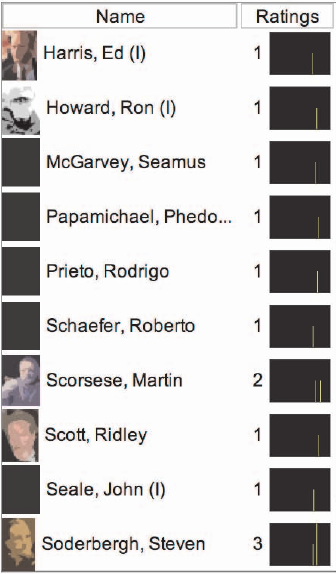 Name Ratings
Harris, Ed (I) 1
Howard, Ron (I) 1
McGarvey, Seamus 1
Papamichael, Phedo... 1
Prieto, Rodrigo 1
Schaefer, Roberto 1
Scorsese, Martin 2
Scott, Ridley 1
Seale, John (I) 1
Soderbergh, Steven 3